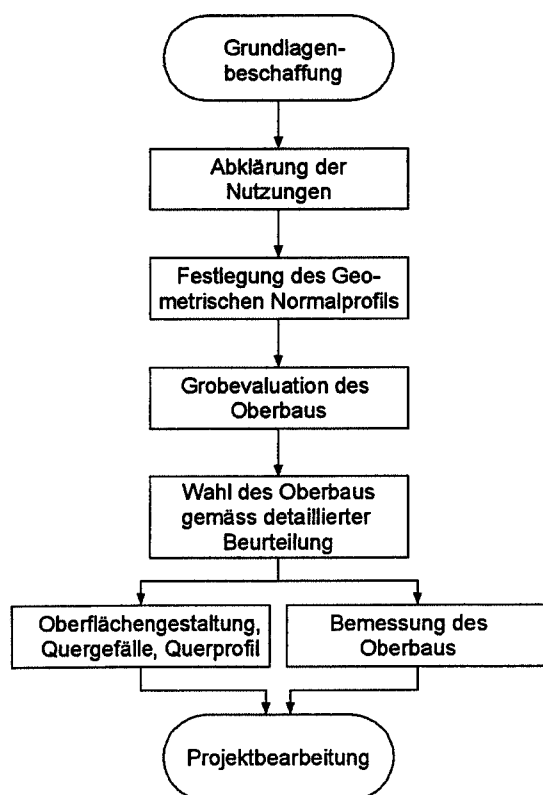 Grundlagen-
beschaffung
Abklärung der
Nutzungen
Festlegung des Geo-
metrischen Normalprofils
Grobevaluation des
Oberbaus
Wahl des Oberbaus
gemäss detaillierter
Beurteilung
Oberflächengestaltung,
Quergefälle, Querprofil
Bemessung des
Oberbaus
Projektbearbeitung